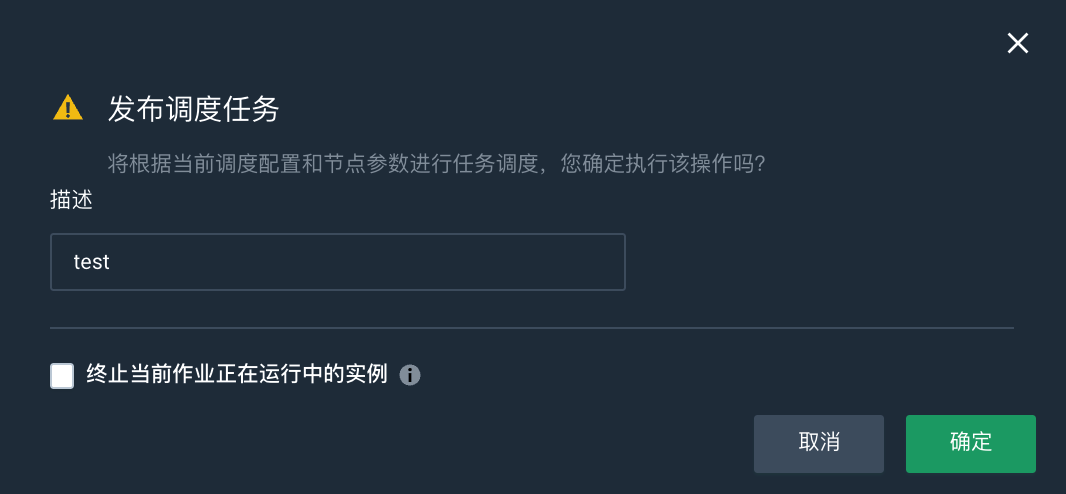 发布调度任务
将根据当前调度配置和节点参数进行任务调度，您确定执行该操作吗?
描述
test
终止当前作业正在运行中的实例
取消
确定